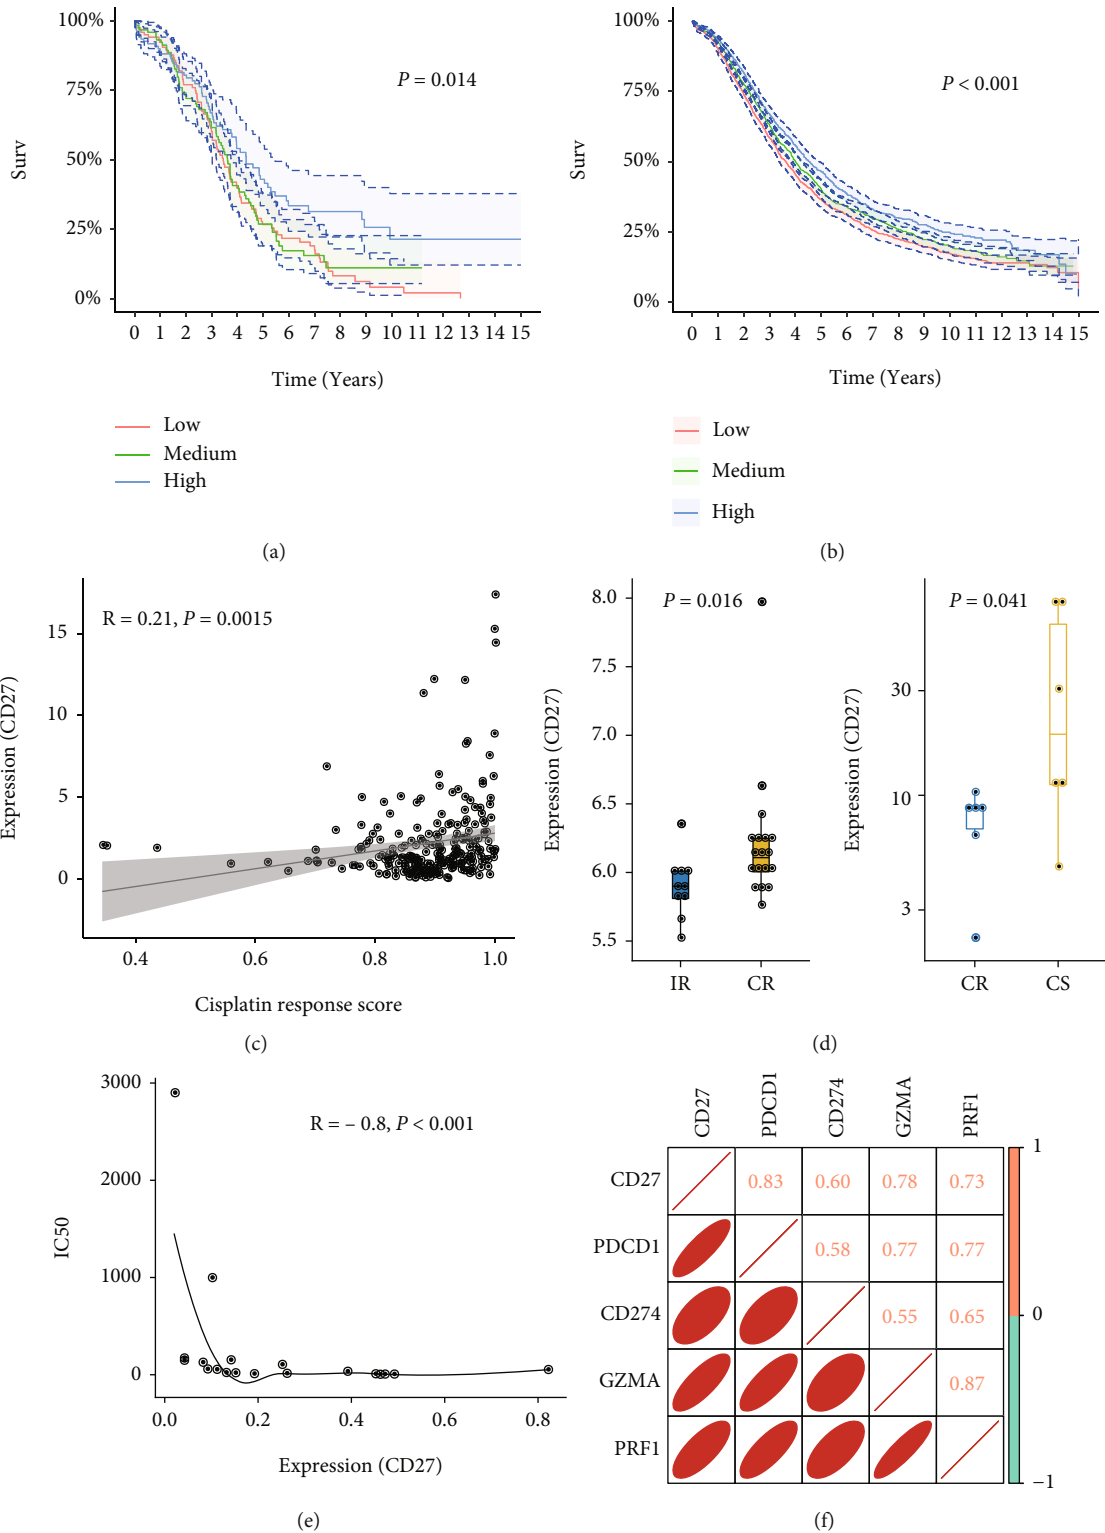 100%
75%
50%
25%
0%
Surv
P = 0.014
0 1 2 3 4 5 6 7 8 9 10 11 12 13 14 15
Time (Years)
Low
Medium
High
(a)
100%
75%
50%
25%
0%
Surv
P < 0.001
0 1 2 3 4 5 6 7 8 9 10 11 12 13 14 15
Time (Years)
Low
Medium
High
(b)
R = 0.21, P = 0.0015
15
10
5
0
Expression (CD27)
0.4 0.6 0.8 1.0
Cisplatin response score
(c)
P = 0.016
8.0
7.5
7.0
6.5
6.0
5.5
Expression (CD27)
IR CR
P = 0.041
30
10
3
Expression (CD27)
CR CS
(d)
3000
2000
1000
0
IC50
R = – 0.8, P < 0.001
0.0 0.2 0.4 0.6 0.8
Expression (CD27)
(e)
CD27 PDCD1 CD274 GZMA PRF1
CD27 0.83 0.60 0.78 0.73
PDCD1 0.58 0.77 0.77
CD274 0.55 0.65
GZMA 0.87
PRF1
1
0
–1
(f)